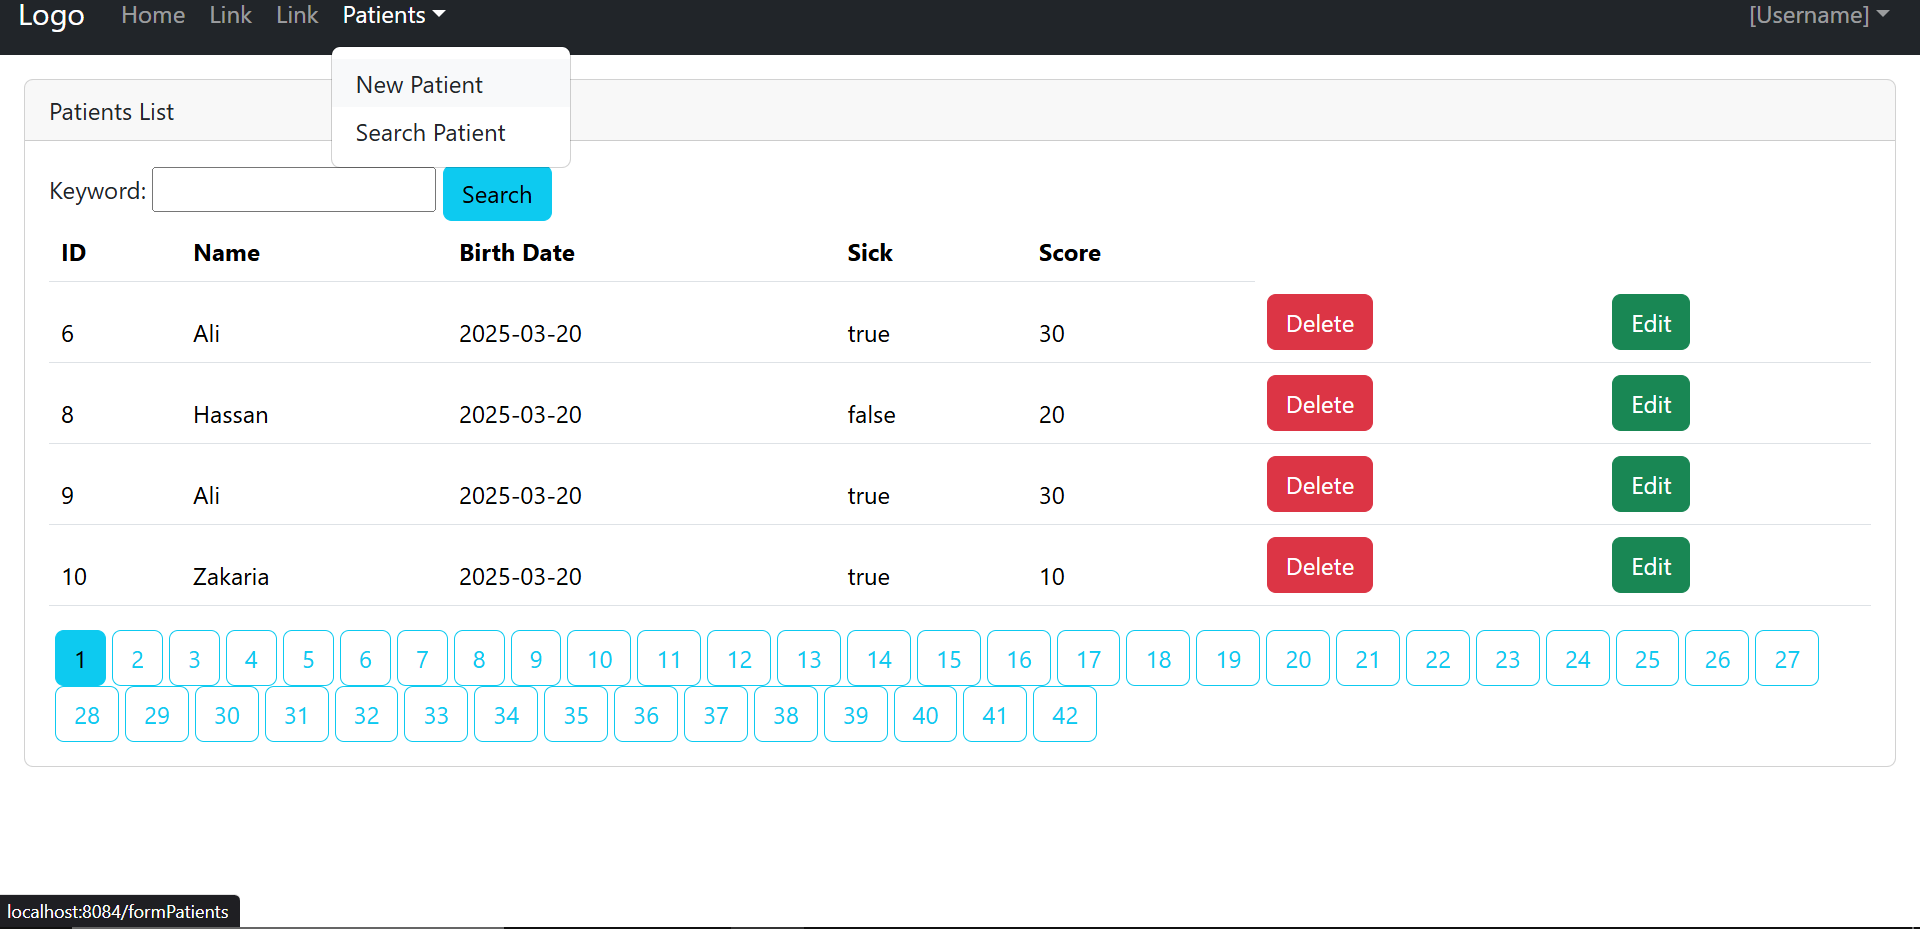 Logo Home Link Link Patients [Username]
New Patient
Patients List
Search Patient
Keyword: Search
ID Name Birth Date Sick Score
6 Ali 2025-03-20 true 30 Delete Edit
8 Hassan 2025-03-20 false 20 Delete Edit
9 Ali 2025-03-20 true 30 Delete Edit
10 Zakaria 2025-03-20 true 10 Delete Edit
1 2 3 4 5 6 7 8 9 10 11 12 13 14 15 16 17 18 19 20 21 22 23 24 25 26 27
28 29 30 31 32 33 34 35 36 37 38 39 40 41 42
localhost:8084/formPatients